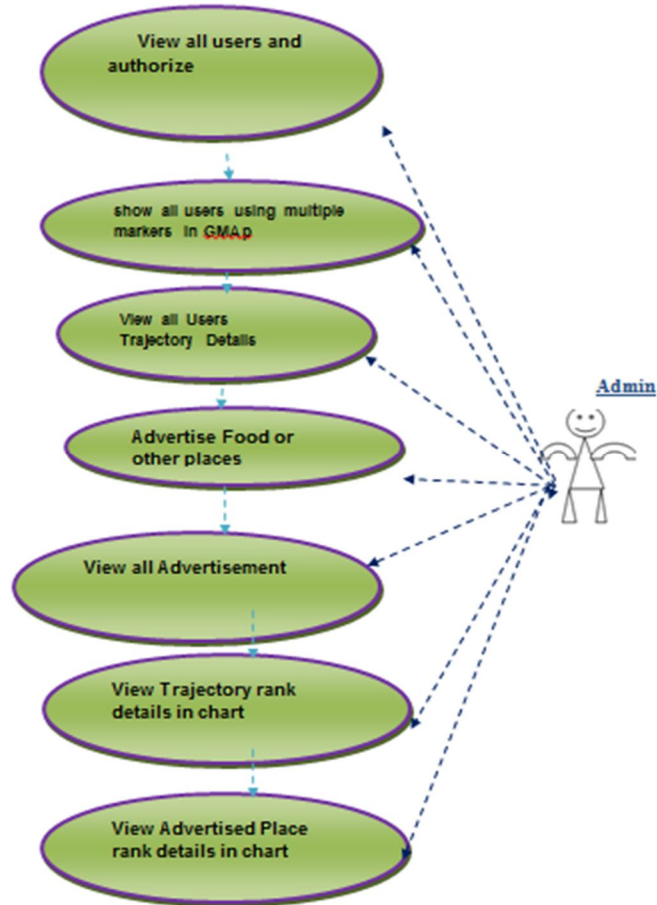 View all users and
authorize
show all users using multiple
markers in GMAp
View all Users
Trajectory Details
Admin
Advertise Food or
other places
View all Advertisement
View Trajectory rank
details in chart
View Advertised Place
rank details in chart